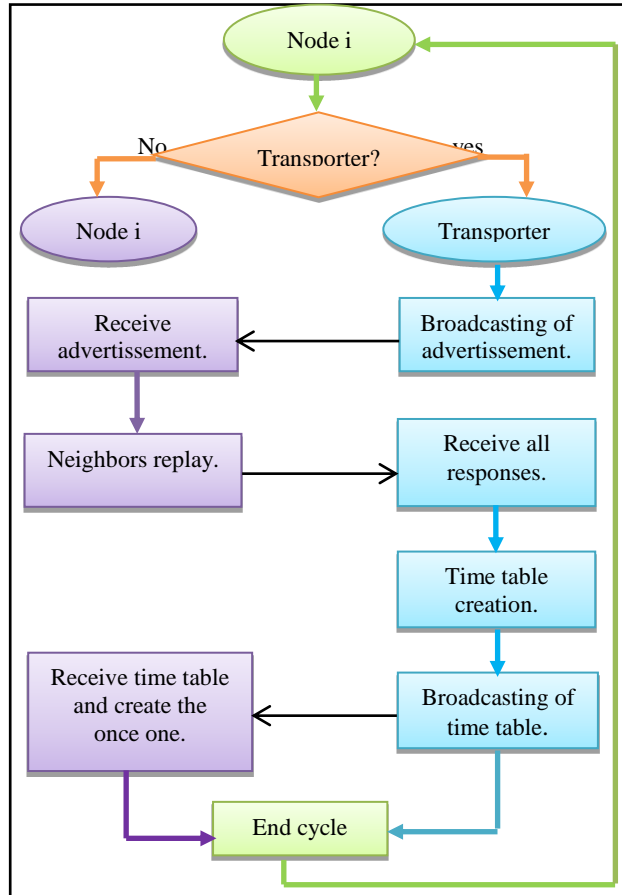 Node i
No
Transporter?
yes
Node i
Transporter
Receive
advertissement.
Broadcasting of
advertissement.
Neighbors replay.
Receive all
responses.
Time table
creation.
Receive time table
and create the
once one.
Broadcasting of
time table.
End cycle